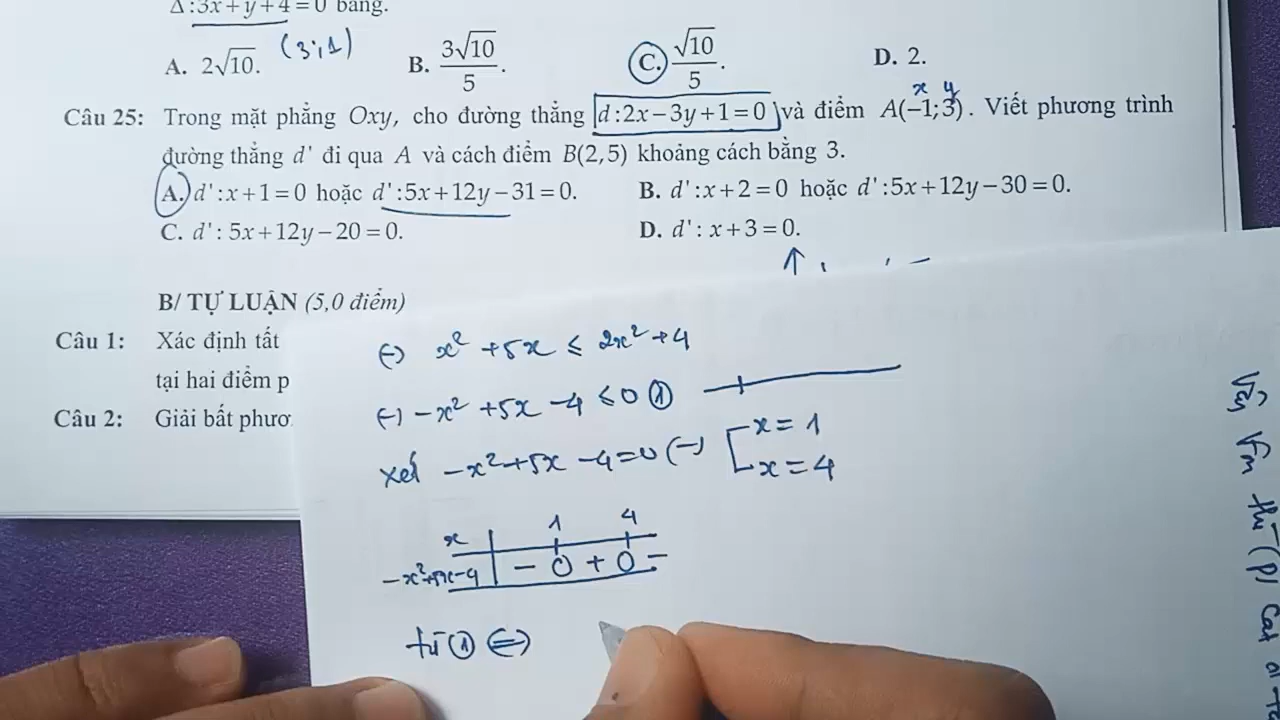 Δ:3x+y+4=0 bằng.
(3;1)
A. 2√10. B. 3√10/5. C. √10/5. D. 2.
x y
Câu 25: Trong mặt phẳng Oxy, cho đường thẳng d:2x−3y+1=0 và điểm A(−1;3). Viết phương trình
đường thẳng d' đi qua A và cách điểm B(2,5) khoảng cách bằng 3.
A. d':x+1=0 hoặc d':5x+12y−31=0. B. d':x+2=0 hoặc d':5x+12y−30=0.
C. d': 5x+12y−20=0. D. d': x+3=0.
B/ TỰ LUẬN (5,0 điểm)
Câu 1: Xác định tất
tại hai điểm p
Câu 2: Giải bất phươ
(-) x² +5x ≤ 2x²+4
(-) -x² +5x -4 ≤0 ①
xét -x²+5x -4=0 (-) [x=1
x=4
x 1 4
-x²+5x-4 - 0 + 0 -
từ ① (=)